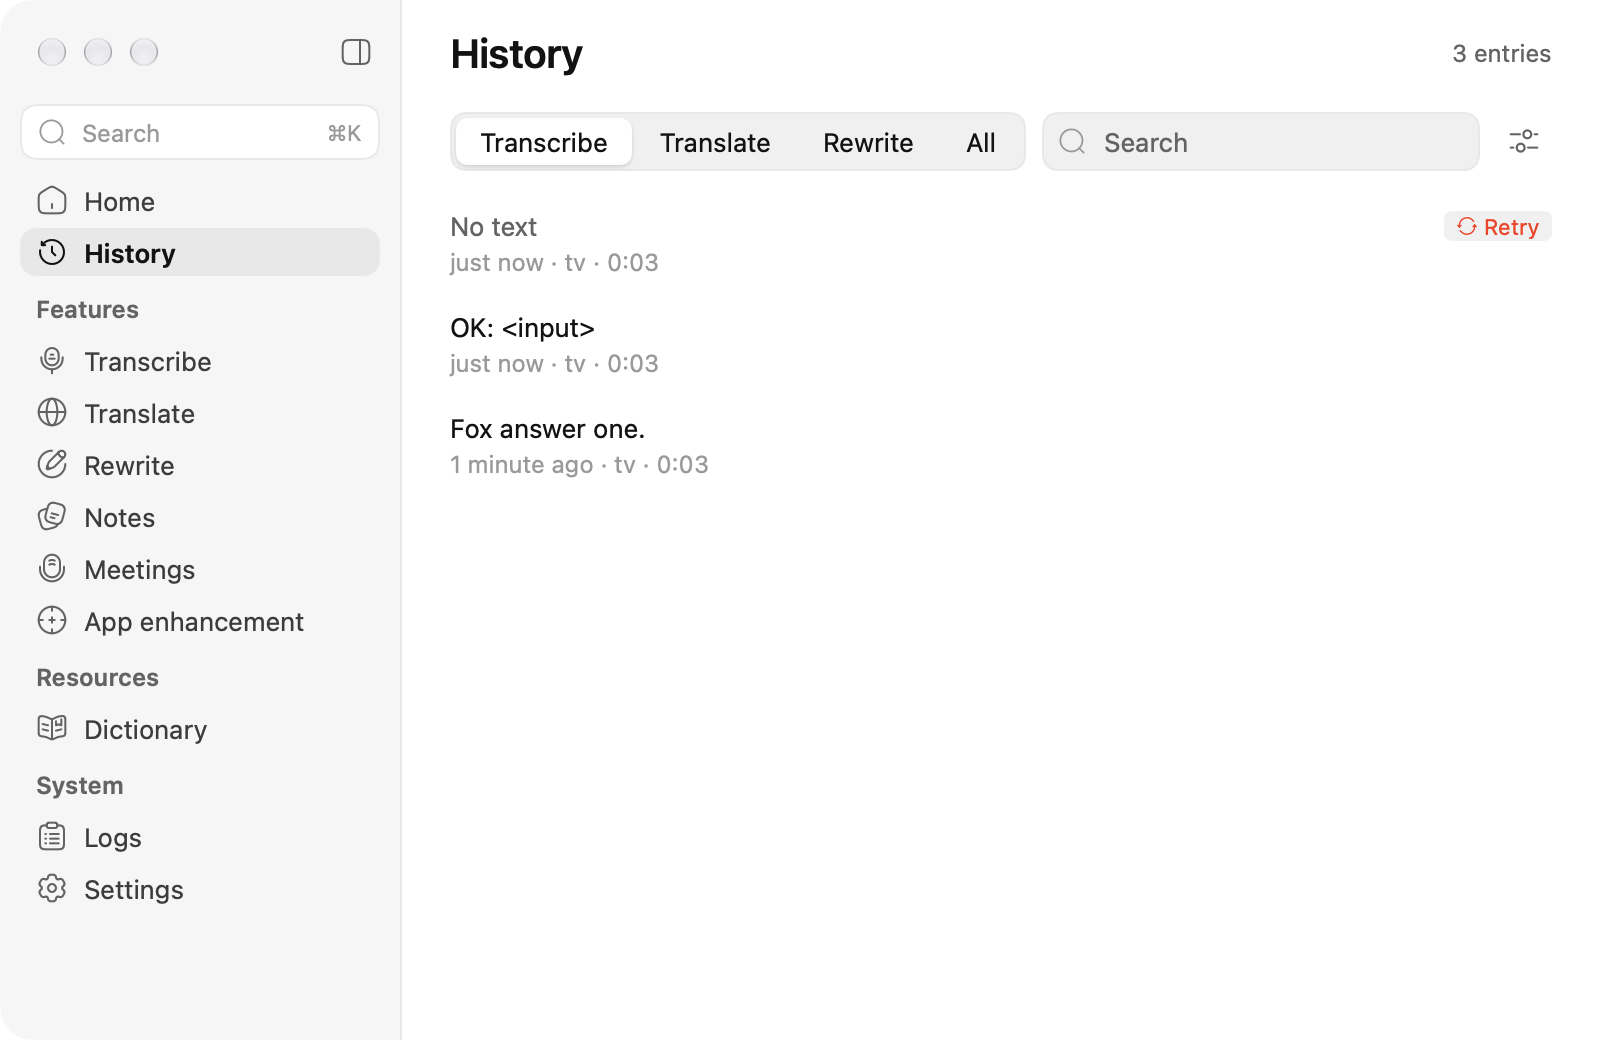 Search ⌘K
Home
History
Features
Transcribe
Translate
Rewrite
Notes
Meetings
App enhancement
Resources
Dictionary
System
Logs
Settings
History
3 entries
Transcribe Translate Rewrite All
Search
No text
Retry
just now · tv · 0:03
OK: <input>
just now · tv · 0:03
Fox answer one.
1 minute ago · tv · 0:03